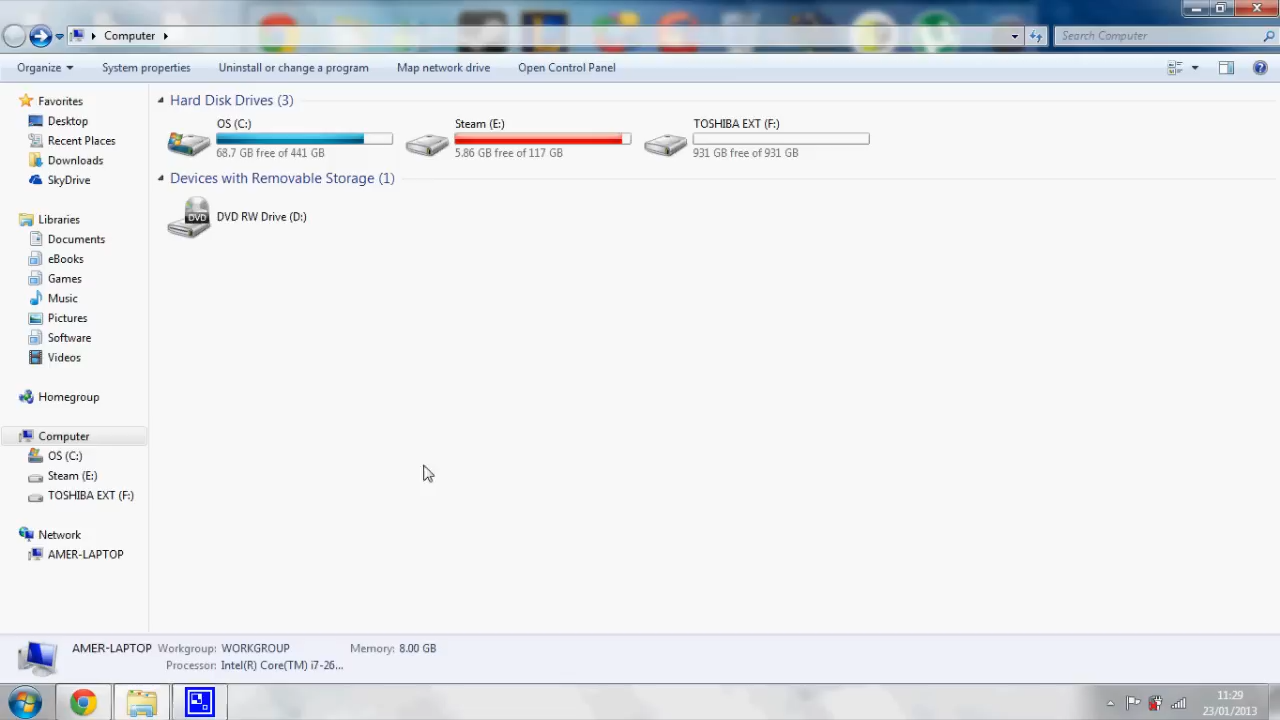 Computer
Search Computer
Organize
System properties
Uninstall or change a program
Map network drive
Open Control Panel
Favorites
Desktop
Recent Places
Downloads
SkyDrive
Libraries
Documents
eBooks
Games
Music
Pictures
Software
Videos
Homegroup
Computer
OS (C:)
Steam (E:)
TOSHIBA EXT (F:)
Network
AMER-LAPTOP
Hard Disk Drives (3)
OS (C:)
68.7 GB free of 441 GB
Steam (E:)
5.86 GB free of 117 GB
TOSHIBA EXT (F:)
931 GB free of 931 GB
Devices with Removable Storage (1)
DVD
DVD RW Drive (D:)
AMER-LAPTOP Workgroup: WORKGROUP Memory: 8.00 GB
Processor: Intel(R) Core(TM) i7-26...
11:29
23/01/2013